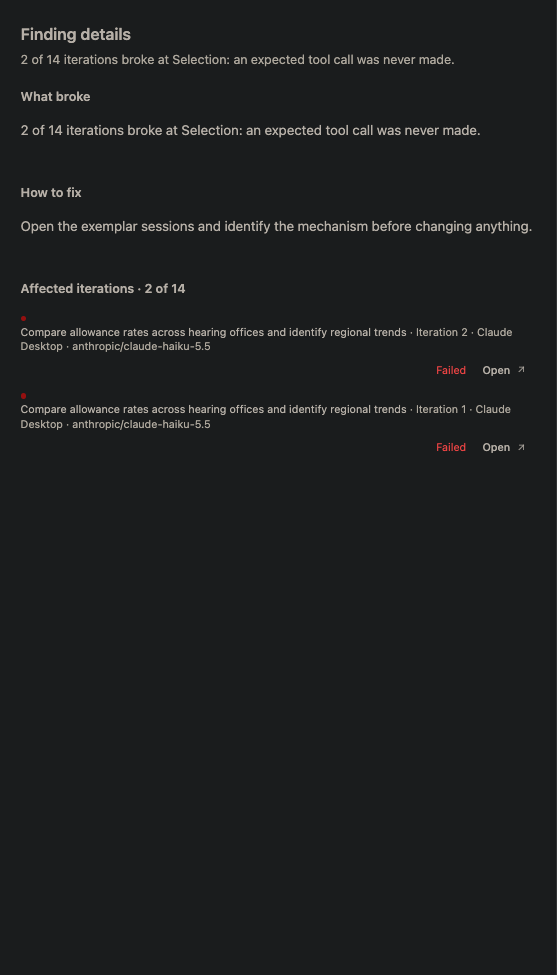 Finding details
2 of 14 iterations broke at Selection: an expected tool call was never made.
What broke
2 of 14 iterations broke at Selection: an expected tool call was never made.
How to fix
Open the exemplar sessions and identify the mechanism before changing anything.
Affected iterations · 2 of 14
Compare allowance rates across hearing offices and identify regional trends · Iteration 2 · Claude
Desktop · anthropic/claude-haiku-5.5
Failed Open ↗
Compare allowance rates across hearing offices and identify regional trends · Iteration 1 · Claude
Desktop · anthropic/claude-haiku-5.5
Failed Open ↗